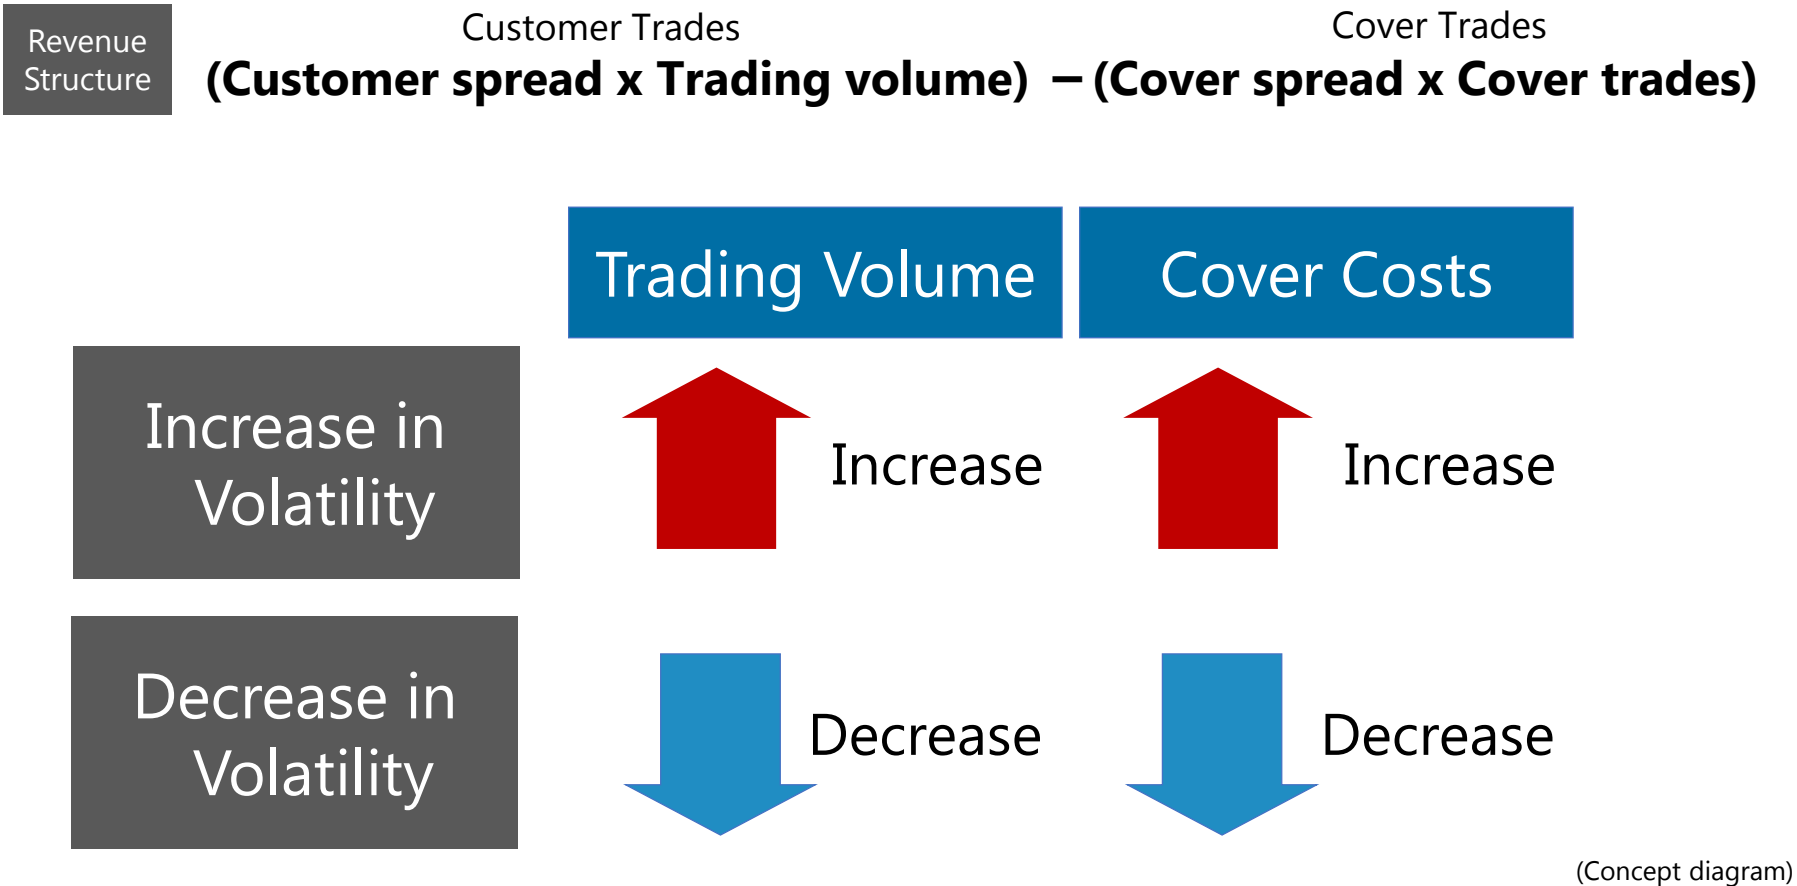 Revenue
Structure
Customer Trades
Cover Trades
(Customer spread x Trading volume) – (Cover spread x Cover trades)
Trading Volume
Cover Costs
Increase in
Volatility
Increase
Increase
Decrease in
Volatility
Decrease
Decrease
(Concept diagram)